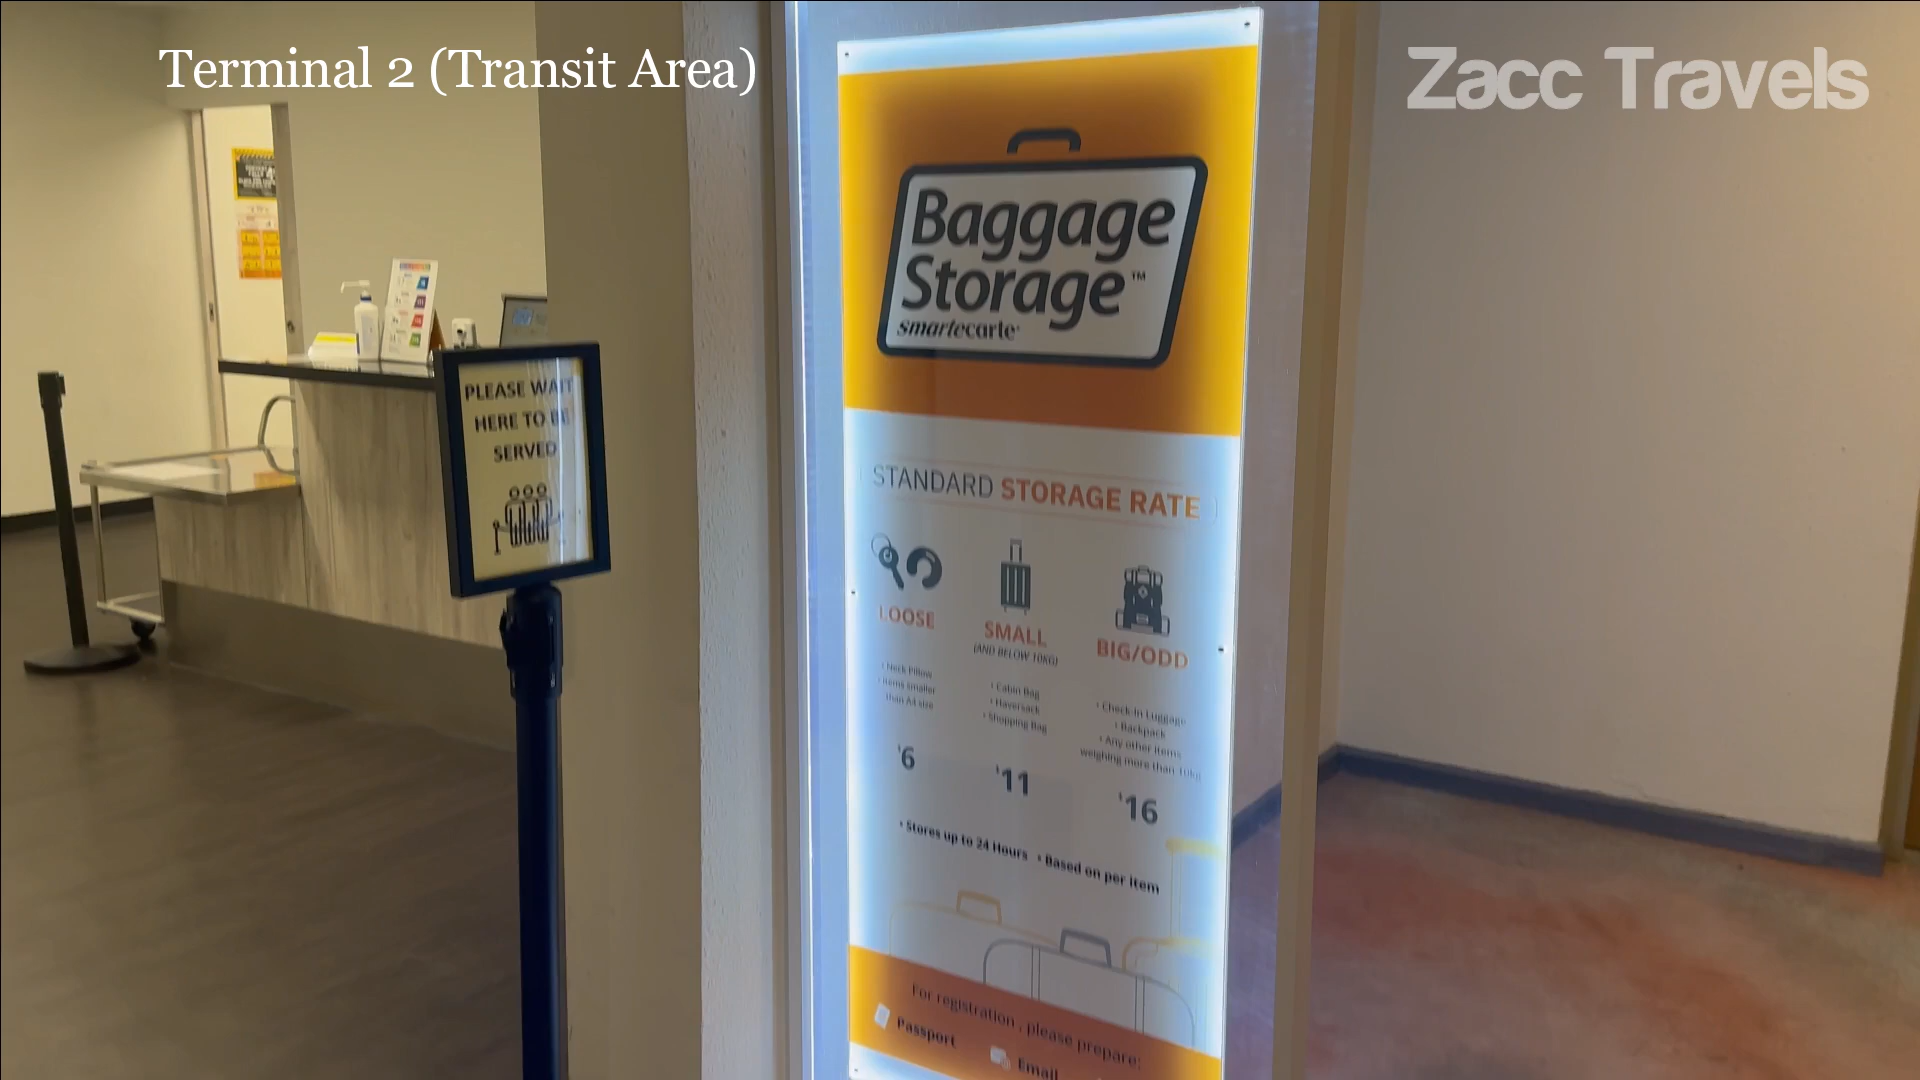 Terminal 2 (Transit Area)
Zacc Travels
PLEASE WAIT
HERE TO BE
SERVED
Baggage
Storage™
smartecarte
STANDARD STORAGE RATE
LOOSE
• Neck Pillow
• Items smaller
than A4 size
$6
SMALL
(AND BELOW 10KG)
• Cabin Bag
• Haversack
• Shopping Bag
$11
BIG/ODD
• Check-In Luggage
• Backpack
• Any other items
weighing more than 10kg
$16
• Stores up to 24 Hours • Based on per item
For registration , please prepare:
Passport
Email